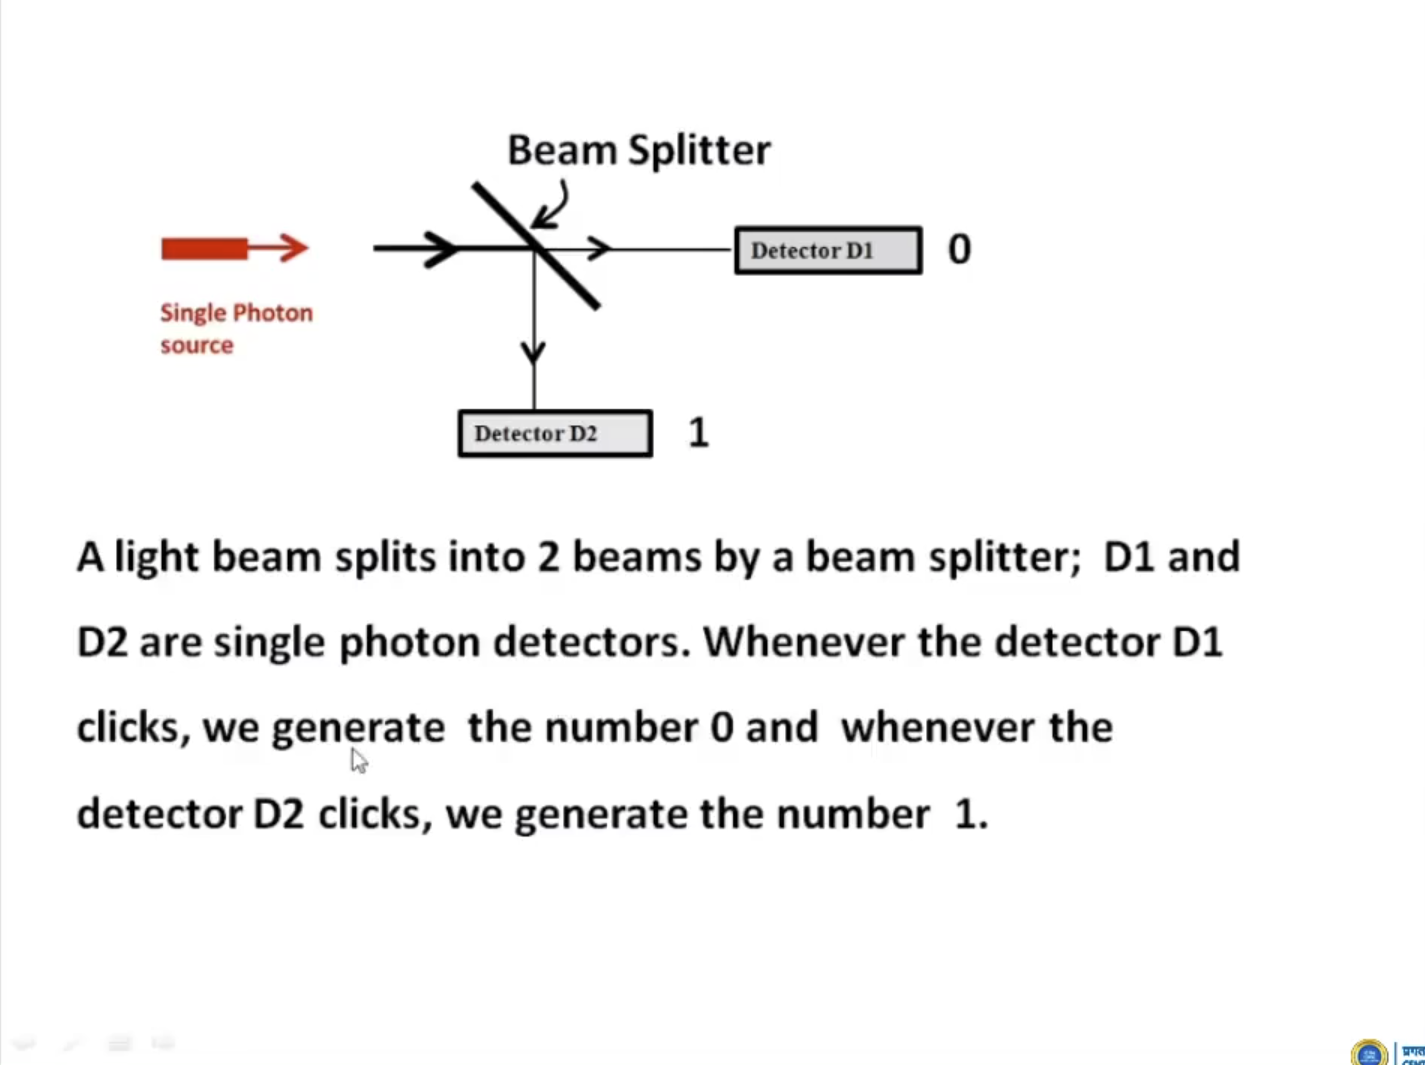 Beam Splitter
Detector D1 0
Single Photon
source
Detector D2 1
A light beam splits into 2 beams by a beam splitter; D1 and
D2 are single photon detectors. Whenever the detector D1
clicks, we generate the number 0 and whenever the
detector D2 clicks, we generate the number 1.